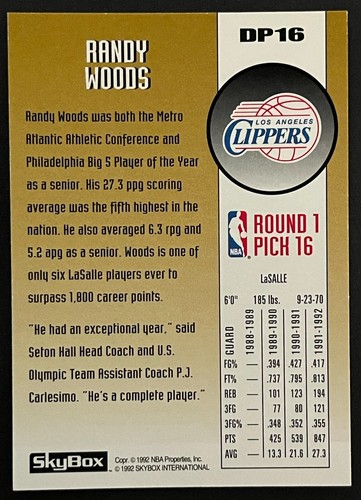 DP16
RANDY
WOODS
LOS ANGELES
CLIPPERS
Randy Woods was both the Metro
Atlantic Athletic Conference and
Philadelphia Big 5 Player of the Year
as a senior. His 27.3 ppg scoring
average was the fifth highest in the
nation. He also averaged 6.3 rpg and
5.2 apg as a senior. Woods is one of
only six LaSalle players ever to
surpass 1,800 career points.
"He had an exceptional year," said
Seton Hall Head Coach and U.S.
Olympic Team Assistant Coach P.J.
Carlesimo. "He's a complete player."
NBA
ROUND 1
PICK 16
LaSALLE
6'0" 185 lbs. 9-23-70
GUARD 1988-1989 1989-1990 1990-1991 1991-1992
FG% — .394 .427 .417
FT% — .737 .795 .813
REB — 101 123 194
3FG — 77 80 121
3FG% — .348 .352 .355
PTS — 425 539 847
AVG — 13.3 21.6 27.3
SKYBOX
Copr. © 1992 NBA Properties, Inc.
© 1992 SKYBOX INTERNATIONAL